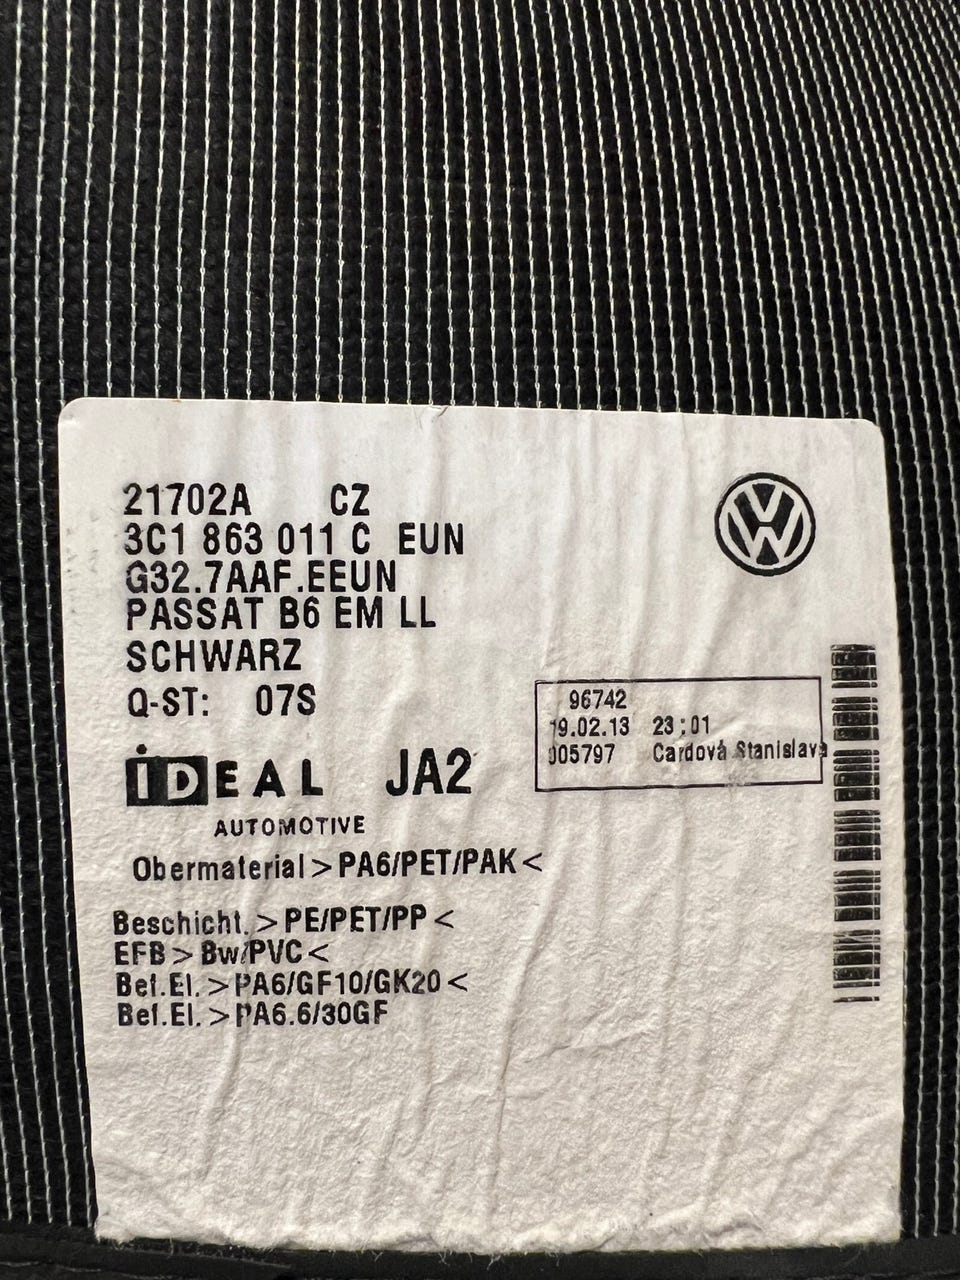 21702A CZ
3C1 863 011 C EUN
G32.7AAF.EEUN
PASSAT B6 EM LL
SCHWARZ
Q-ST: 07S
96742
19.02.13 23:01
005797 Cardová Stanislava
iDEAL JA2
AUTOMOTIVE
Obermaterial>PA6/PET/PAK<
Beschicht.>PE/PET/PP<
EFB>Bw/PVC<
Bef.El.>PA6/GF10/GK20<
Bef.El.>PA6.6/30GF